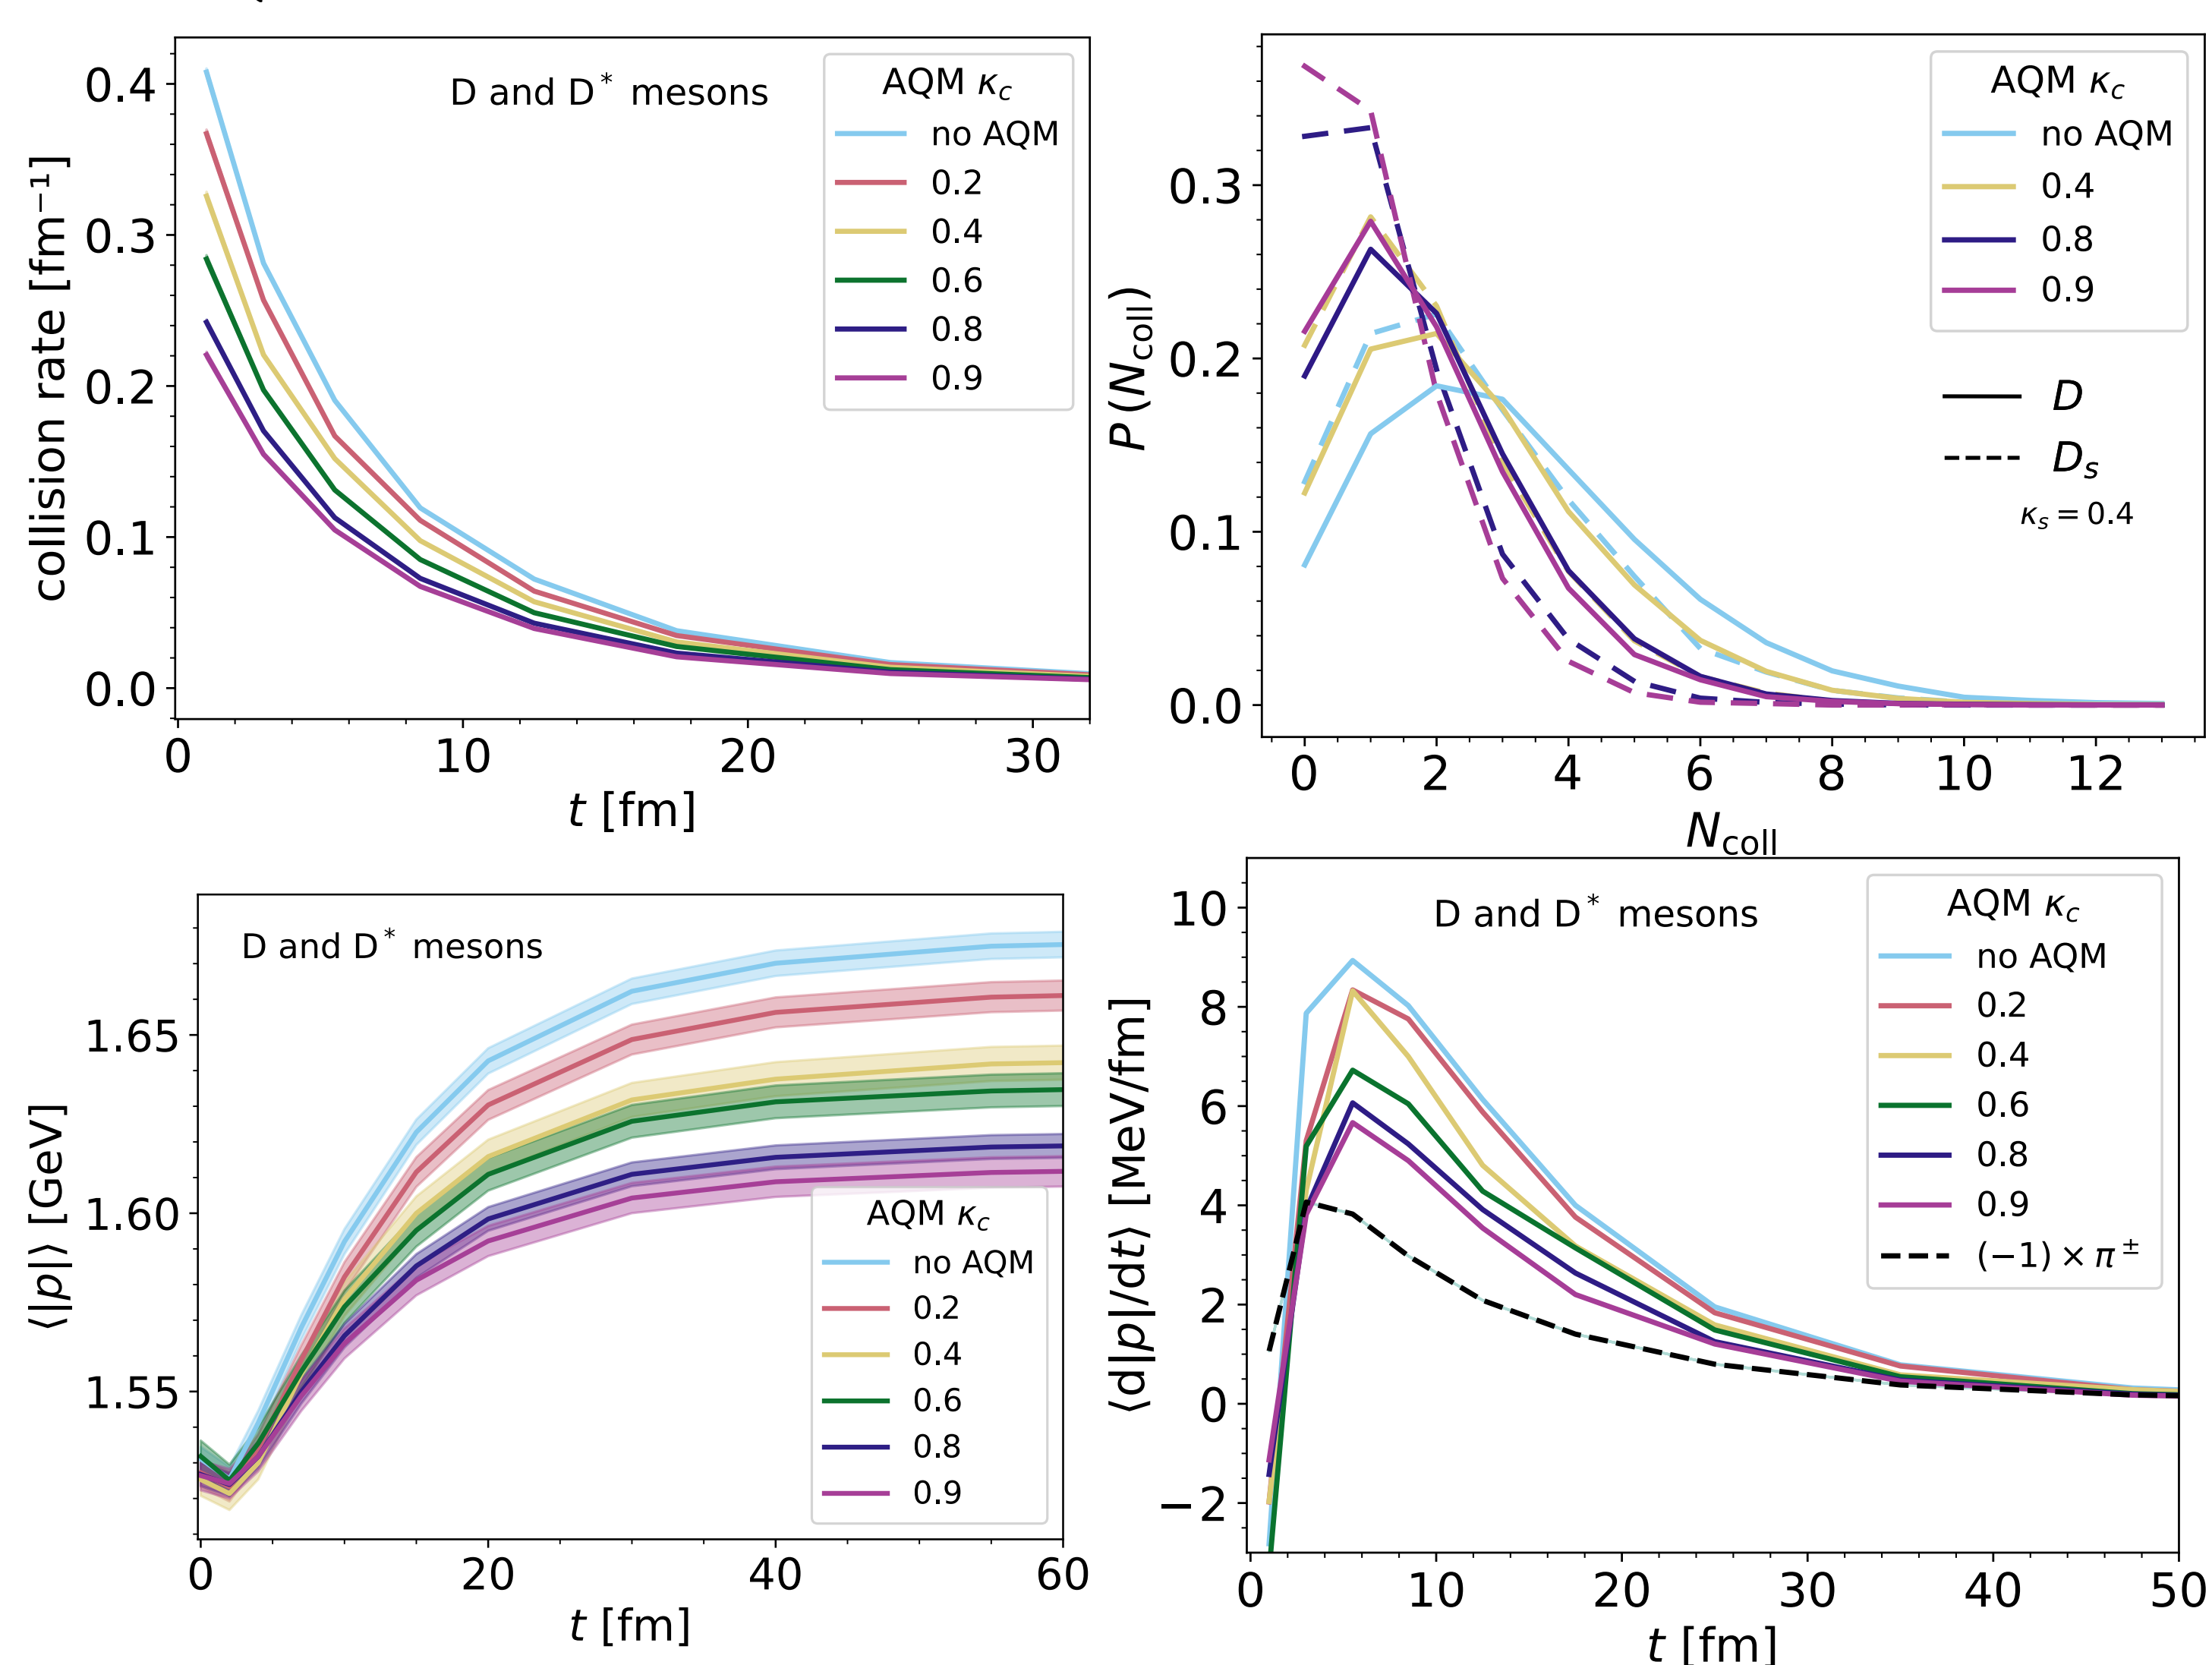 D and D* mesons
AQM κc
no AQM
0.2
0.4
0.6
0.8
0.9
0.4
0.3
0.2
0.1
0.0
collision rate [fm⁻¹]
0 10 20 30
t [fm]
AQM κc
no AQM
0.4
0.8
0.9
D
Ds
κs = 0.4
0.3
0.2
0.1
0.0
P (Ncoll)
0 2 4 6 8 10 12
Ncoll
D and D* mesons
1.65
1.60
1.55
⟨|p|⟩ [GeV]
AQM κc
no AQM
0.2
0.4
0.6
0.8
0.9
0 20 40 60
t [fm]
D and D* mesons
AQM κc
no AQM
0.2
0.4
0.6
0.8
0.9
(−1) × π±
10
8
6
4
2
0
−2
⟨d|p|/dt⟩ [MeV/fm]
0 10 20 30 40 50
t [fm]